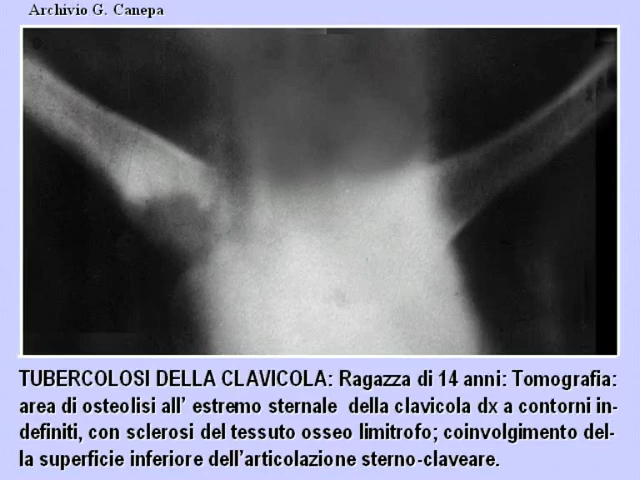 Archivio G. Canepa
TUBERCOLOSI DELLA CLAVICOLA: Ragazza di 14 anni: Tomografia:
area di osteolisi all' estremo sternale della clavicola dx a contorni in-
definiti, con sclerosi del tessuto osseo limitrofo; coinvolgimento del-
la superficie inferiore dell'articolazione sterno-claveare.